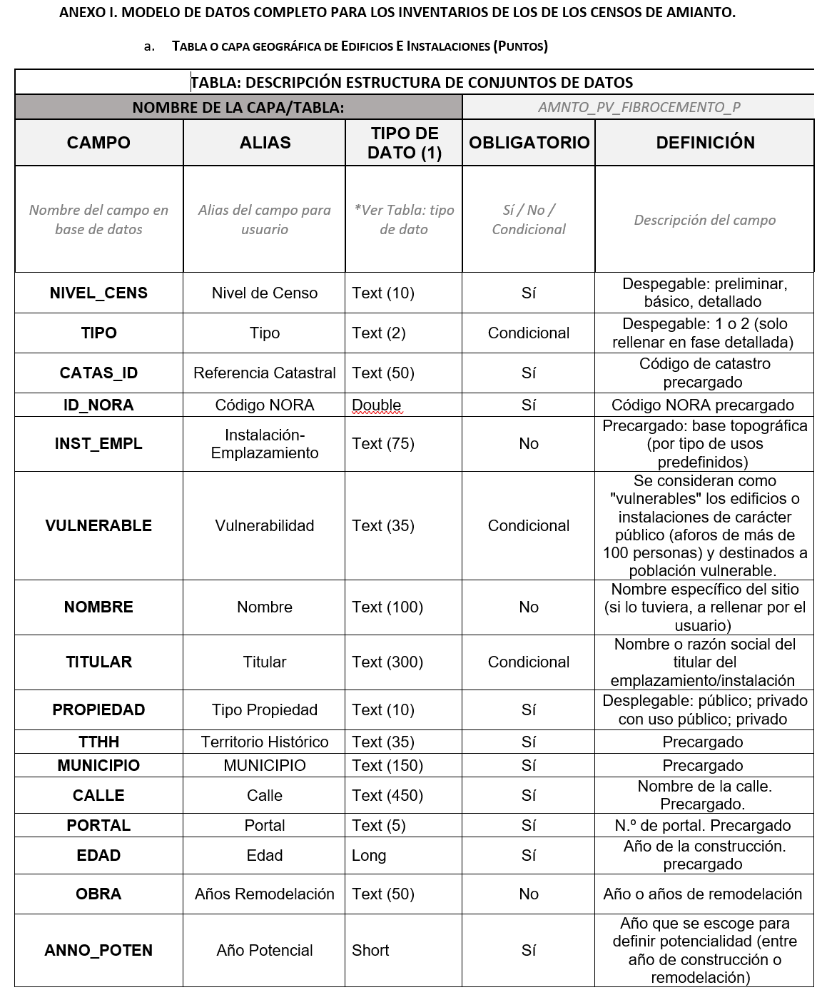 ANEXO I. MODELO DE DATOS COMPLETO PARA LOS INVENTARIOS DE LOS DE LOS CENSOS DE AMIANTO.
a. TABLA O CAPA GEOGRÁFICA DE EDIFICIOS E INSTALACIONES (PUNTOS)
TABLA: DESCRIPCIÓN ESTRUCTURA DE CONJUNTOS DE DATOS
NOMBRE DE LA CAPA/TABLA: AMNTO_PV_FIBROCEMENTO_P
CAMPO
ALIAS
TIPO DE
DATO (1)
OBLIGATORIO
DEFINICIÓN
Nombre del campo en
base de datos
Alias del campo para
usuario
*Ver Tabla: tipo
de dato
Sí / No /
Condicional
Descripción del campo
NIVEL_CENS
Nivel de Censo
Text (10)
Sí
Despegable: preliminar,
básico, detallado
TIPO
Tipo
Text (2)
Condicional
Despegable: 1 o 2 (solo
rellenar en fase detallada)
CATAS_ID
Referencia Catastral
Text (50)
Sí
Código de catastro
precargado
ID_NORA
Código NORA
Double
Sí
Código NORA precargado
INST_EMPL
Instalación-
Emplazamiento
Text (75)
No
Precargado: base topográfica
(por tipo de usos
predefinidos)
VULNERABLE
Vulnerabilidad
Text (35)
Condicional
Se consideran como
"vulnerables" los edificios o
instalaciones de carácter
público (aforos de más de
100 personas) y destinados a
población vulnerable.
NOMBRE
Nombre
Text (100)
No
Nombre específico del sitio
(si lo tuviera, a rellenar por el
usuario)
TITULAR
Titular
Text (300)
Condicional
Nombre o razón social del
titular del
emplazamiento/instalación
PROPIEDAD
Tipo Propiedad
Text (10)
Sí
Desplegable: público; privado
con uso público; privado
TTHH
Territorio Histórico
Text (35)
Sí
Precargado
MUNICIPIO
MUNICIPIO
Text (150)
Sí
Precargado
CALLE
Calle
Text (450)
Sí
Nombre de la calle.
Precargado.
PORTAL
Portal
Text (5)
Sí
N.º de portal. Precargado
EDAD
Edad
Long
Sí
Año de la construcción.
precargado
OBRA
Años Remodelación
Text (50)
No
Año o años de remodelación
ANNO_POTEN
Año Potencial
Short
Sí
Año que se escoge para
definir potencialidad (entre
año de construcción o
remodelación)